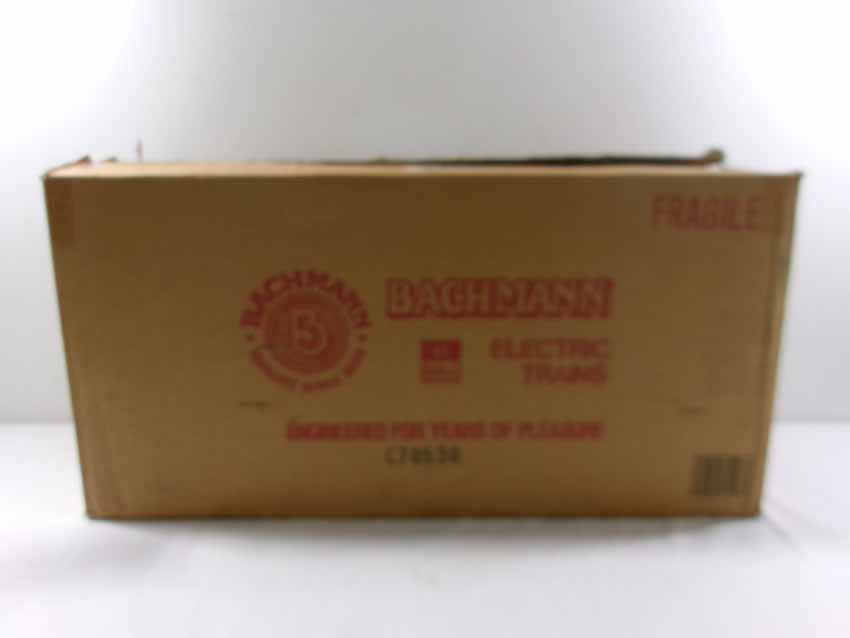 FRAGILE
BACHMANN
BACHMANN
ELECTRIC
TRAINS
ENGINEERED FOR YEARS OF PLEASURE